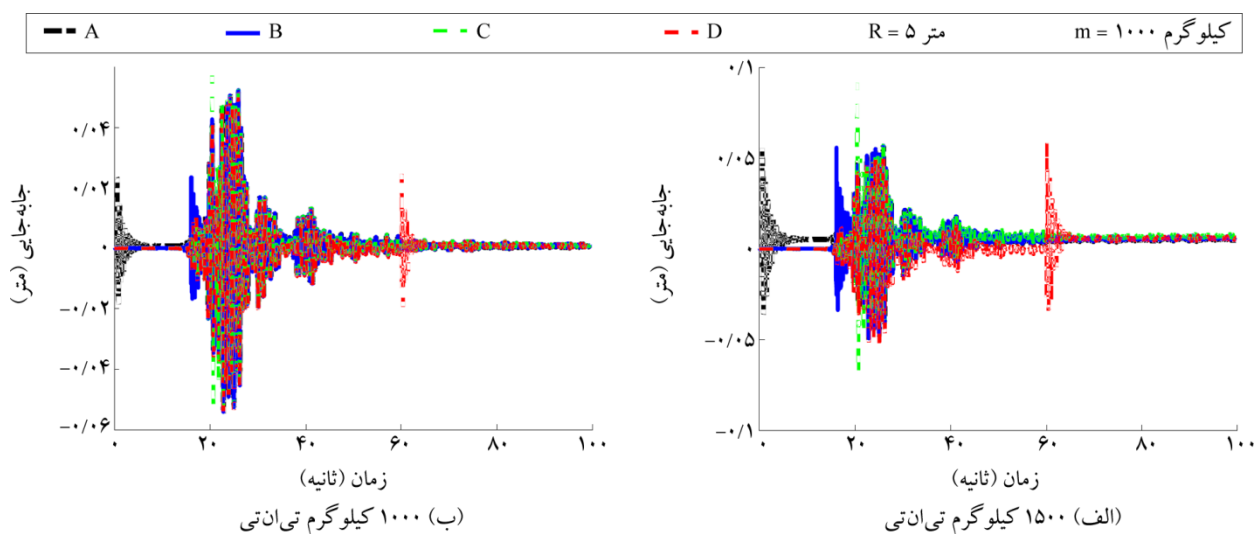 A B C D R = ۵ متر m = ۱۰۰۰ کیلوگرم
۰/۱
۰/۰۵
۰
-۰/۰۵
-۰/۱
جابه‌جایی (متر)
۰ ۲۰ ۴۰ ۶۰ ۸۰ ۱۰۰
زمان (ثانیه)
(الف) ۱۵۰۰ کیلوگرم تی‌ان‌تی
۰/۰۴
۰/۰۲
۰
-۰/۰۲
-۰/۰۴
-۰/۰۶
جابه‌جایی (متر)
۰ ۲۰ ۴۰ ۶۰ ۸۰ ۱۰۰
زمان (ثانیه)
(ب) ۱۰۰۰ کیلوگرم تی‌ان‌تی